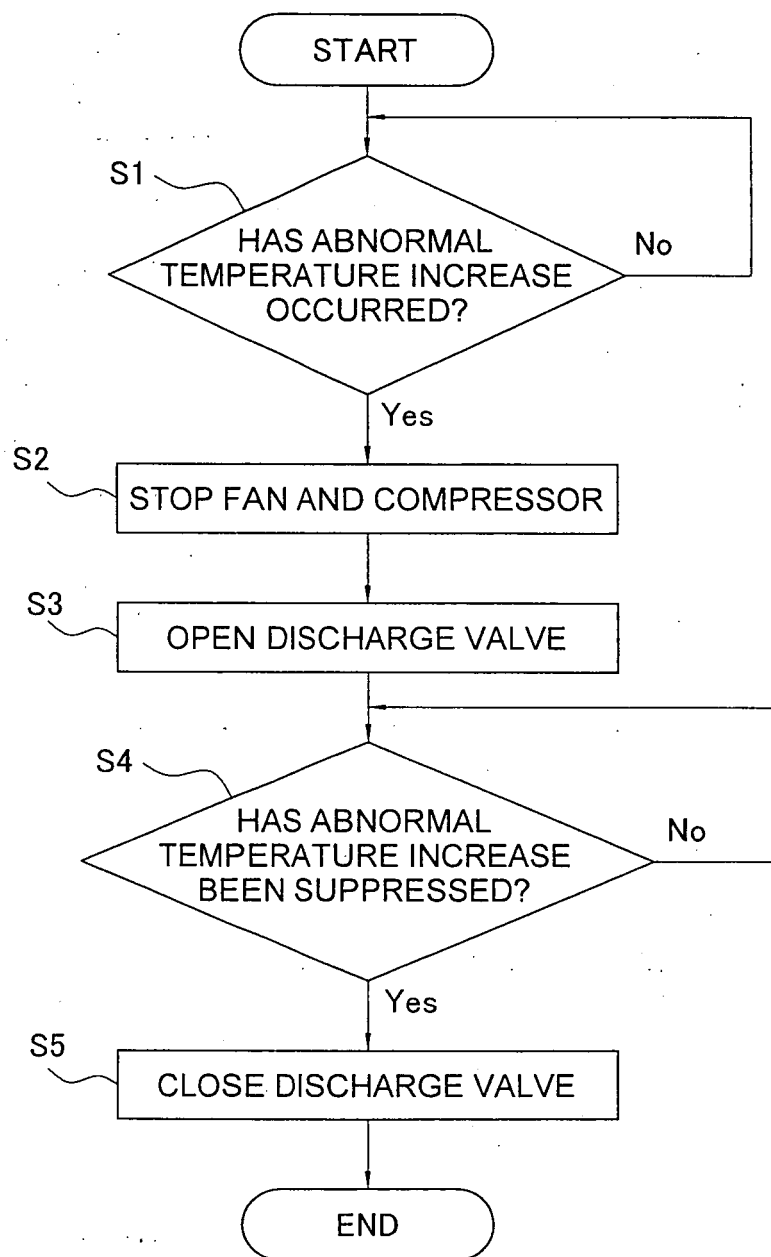 START
S1
HAS ABNORMAL
TEMPERATURE INCREASE
OCCURRED?
No
Yes
S2
STOP FAN AND COMPRESSOR
S3
OPEN DISCHARGE VALVE
S4
HAS ABNORMAL
TEMPERATURE INCREASE
BEEN SUPPRESSED?
No
Yes
S5
CLOSE DISCHARGE VALVE
END